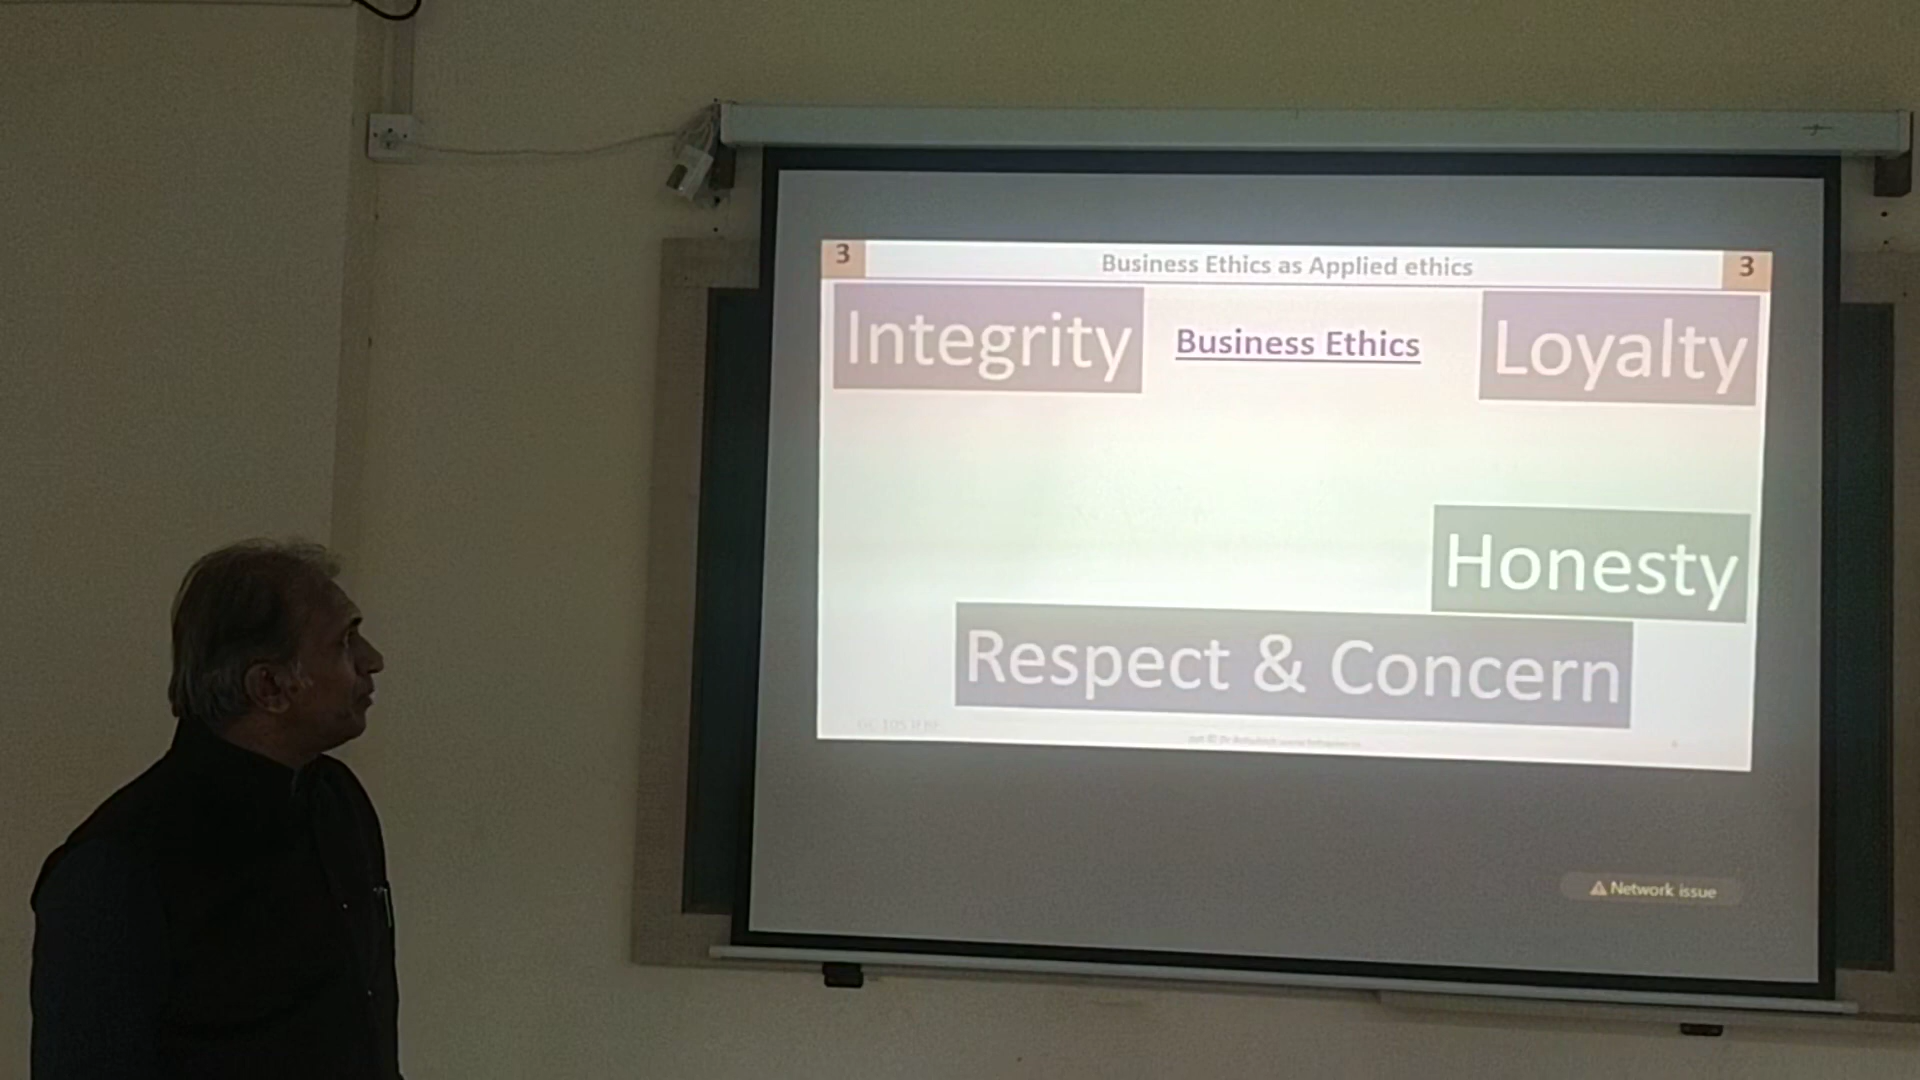 3 Business Ethics as Applied ethics 3
Integrity Business Ethics Loyalty
Honesty
Respect & Concern
Network issue